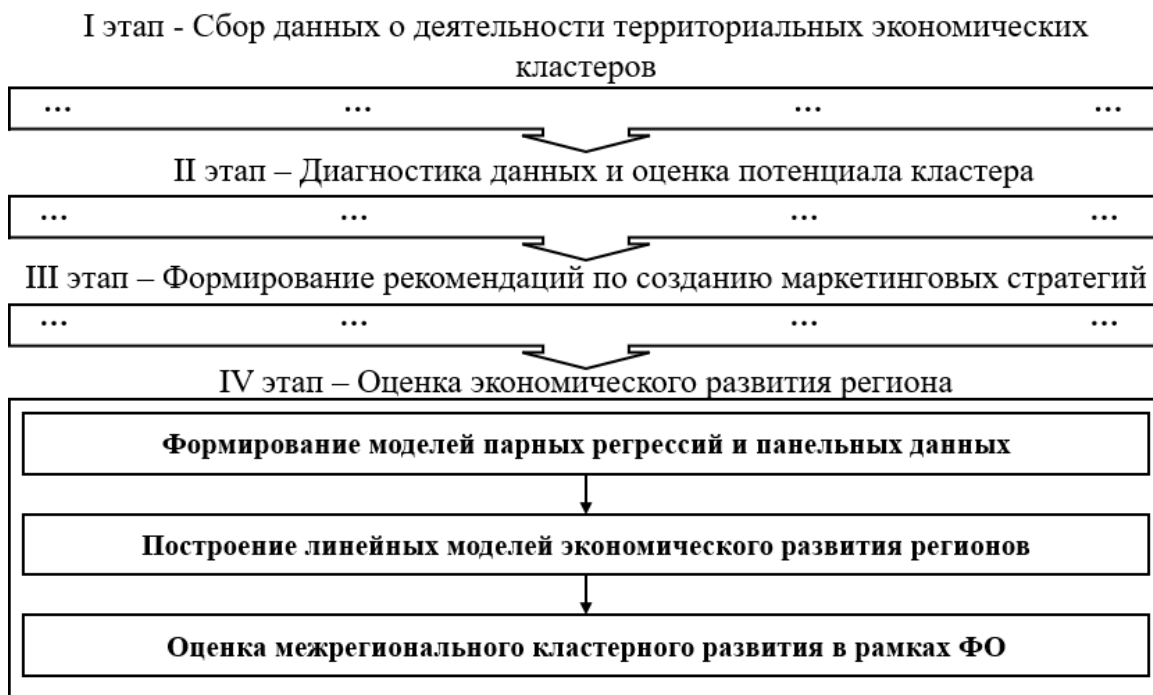 I этап - Сбор данных о деятельности территориальных экономических
кластеров
... ... ... ...
II этап – Диагностика данных и оценка потенциала кластера
... ... ... ...
III этап – Формирование рекомендаций по созданию маркетинговых стратегий
... ... ... ...
IV этап – Оценка экономического развития региона
Формирование моделей парных регрессий и панельных данных
Построение линейных моделей экономического развития регионов
Оценка межрегионального кластерного развития в рамках ФО